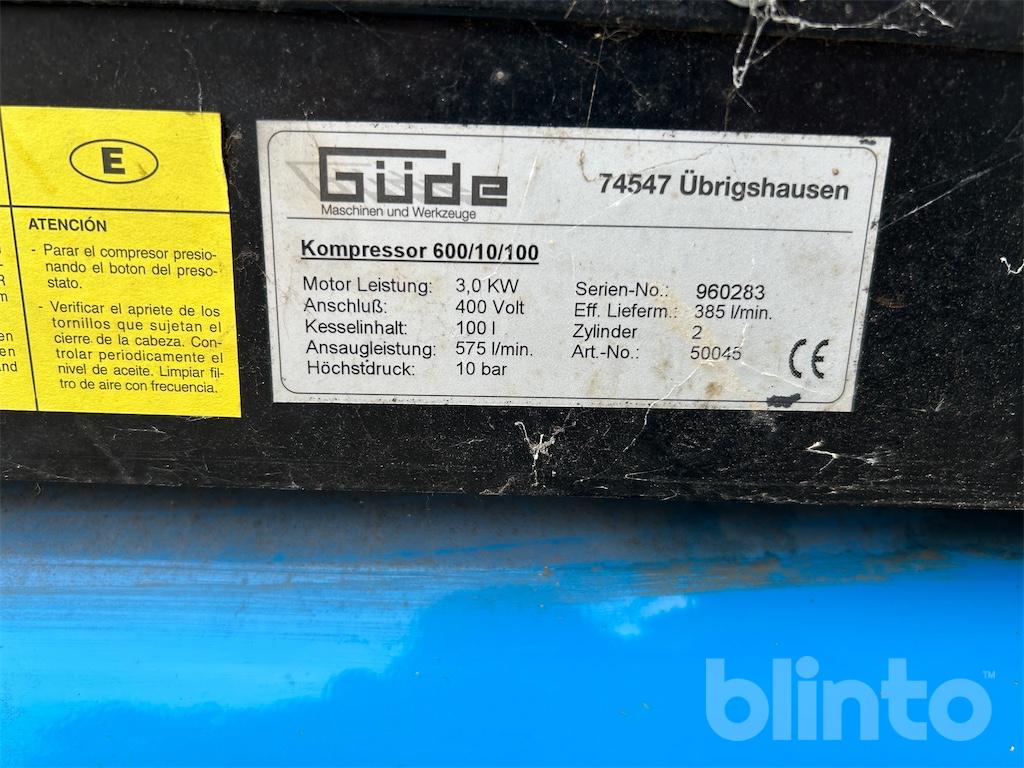 E
ATENCIÓN
- Parar el compresor presio-
nando el boton del preso-
stato.
- Verificar el apriete de los
tornillos que sujetan el
cierre de la cabeza. Con-
trolar periodicamente el
nivel de aceite. Limpiar fil-
tro de aire con frecuencia.
Güde
Maschinen und Werkzeuge
74547 Übrigshausen
Kompressor 600/10/100
Motor Leistung: 3,0 KW
Anschluß: 400 Volt
Kesselinhalt: 100 l
Ansaugleistung: 575 l/min.
Höchstdruck: 10 bar
Serien-No.: 960283
Eff. Lieferm.: 385 l/min.
Zylinder 2
Art.-No.: 50045
CE
blinto™